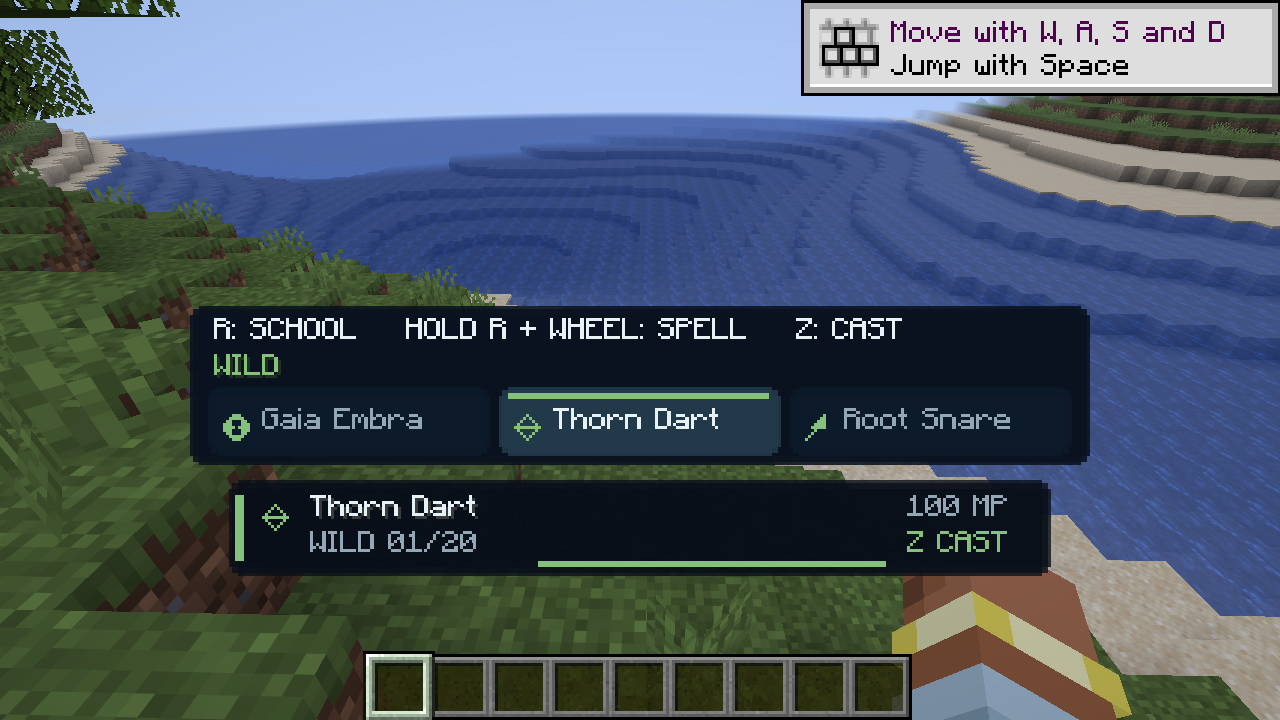 Move with W, A, S and D
Jump with Space
R: SCHOOL HOLD R + WHEEL: SPELL Z: CAST
WILD
Gaia Embra Thorn Dart Root Snare
Thorn Dart 100 MP
WILD 01/20 Z CAST